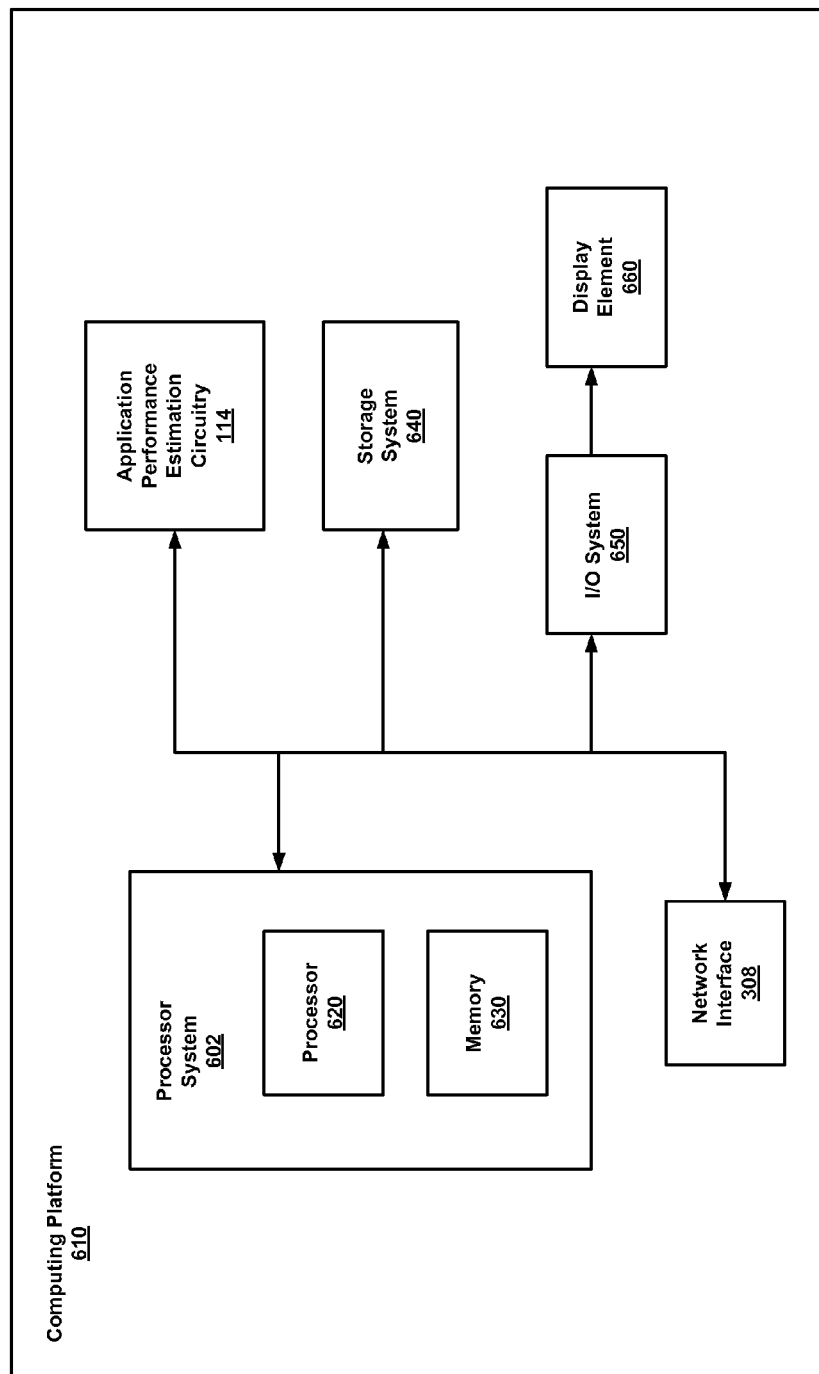 Computing Platform
610
Processor
System
602
Processor
620
Memory
630
Network
Interface
308
Application
Performance
Estimation
Circuitry
114
Storage
System
640
I/O System
650
Display
Element
660